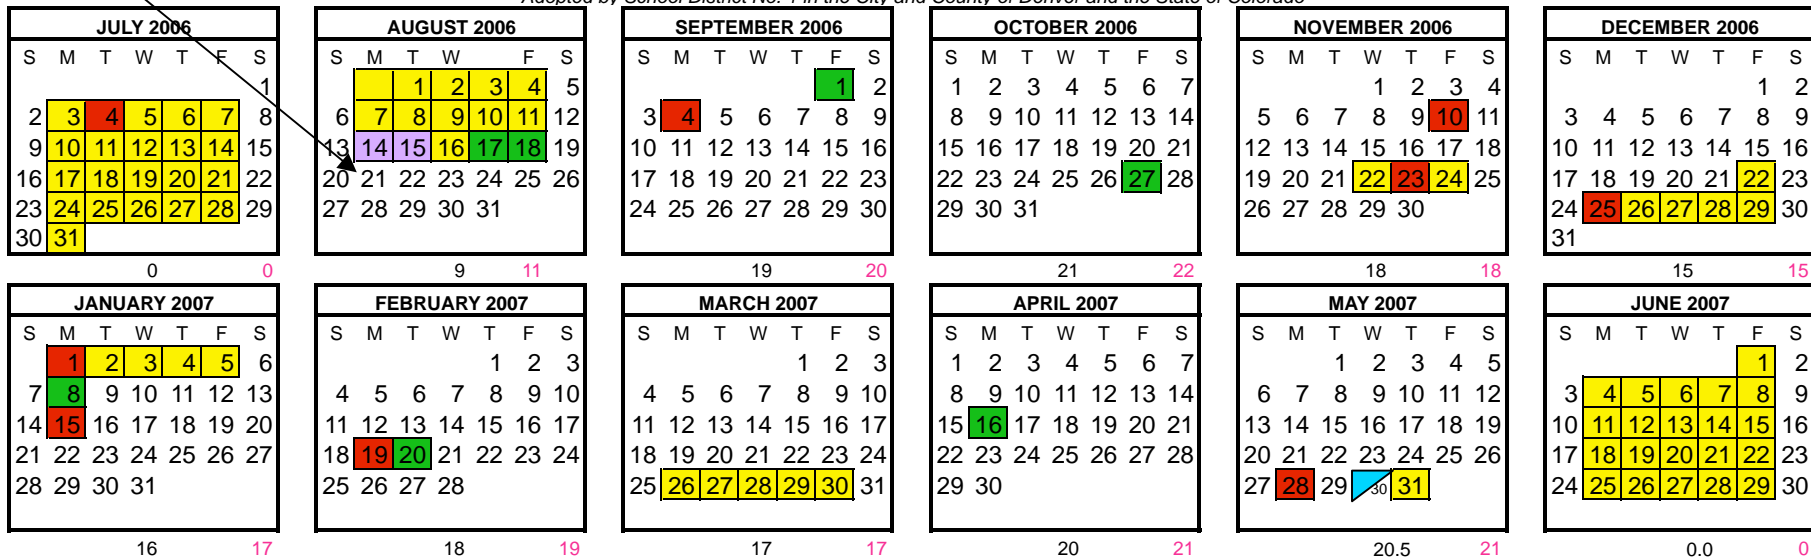 Adopted by School District No. 1 in the City and County of Denver and the State of Colorado
JULY 2006
S M T W T F S
1
2 3 4 5 6 7 8
9 10 11 12 13 14 15
16 17 18 19 20 21 22
23 24 25 26 27 28 29
30 31
0 0
AUGUST 2006
S M T W F S
1 2 3 4 5
6 7 8 9 10 11 12
13 14 15 16 17 18 19
20 21 22 23 24 25 26
27 28 29 30 31
9 11
SEPTEMBER 2006
S M T W T F S
1 2
3 4 5 6 7 8 9
10 11 12 13 14 15 16
17 18 19 20 21 22 23
24 25 26 27 28 29 30
19 20
OCTOBER 2006
S M T W T F S
1 2 3 4 5 6 7
8 9 10 11 12 13 14
15 16 17 18 19 20 21
22 23 24 25 26 27 28
29 30 31
21 22
NOVEMBER 2006
S M T W T F S
1 2 3 4
5 6 7 8 9 10 11
12 13 14 15 16 17 18
19 20 21 22 23 24 25
26 27 28 29 30
18 18
DECEMBER 2006
S M T W T F S
1 2
3 4 5 6 7 8 9
10 11 12 13 14 15 16
17 18 19 20 21 22 23
24 25 26 27 28 29 30
31
15 15
JANUARY 2007
S M T W T F S
1 2 3 4 5 6
7 8 9 10 11 12 13
14 15 16 17 18 19 20
21 22 23 24 25 26 27
28 29 30 31
16 17
FEBRUARY 2007
S M T W T F S
1 2 3
4 5 6 7 8 9 10
11 12 13 14 15 16 17
18 19 20 21 22 23 24
25 26 27 28
18 19
MARCH 2007
S M T W T F S
1 2 3
4 5 6 7 8 9 10
11 12 13 14 15 16 17
18 19 20 21 22 23 24
25 26 27 28 29 30 31
17 17
APRIL 2007
S M T W T F S
1 2 3 4 5 6 7
8 9 10 11 12 13 14
15 16 17 18 19 20 21
22 23 24 25 26 27 28
29 30
20 21
MAY 2007
S M T W T F S
1 2 3 4 5
6 7 8 9 10 11 12
13 14 15 16 17 18 19
20 21 22 23 24 25 26
27 28 29 30 31
20.5 21
JUNE 2007
S M T W T F S
1 2
3 4 5 6 7 8 9
10 11 12 13 14 15 16
17 18 19 20 21 22 23
24 25 26 27 28 29 30
0.0 0